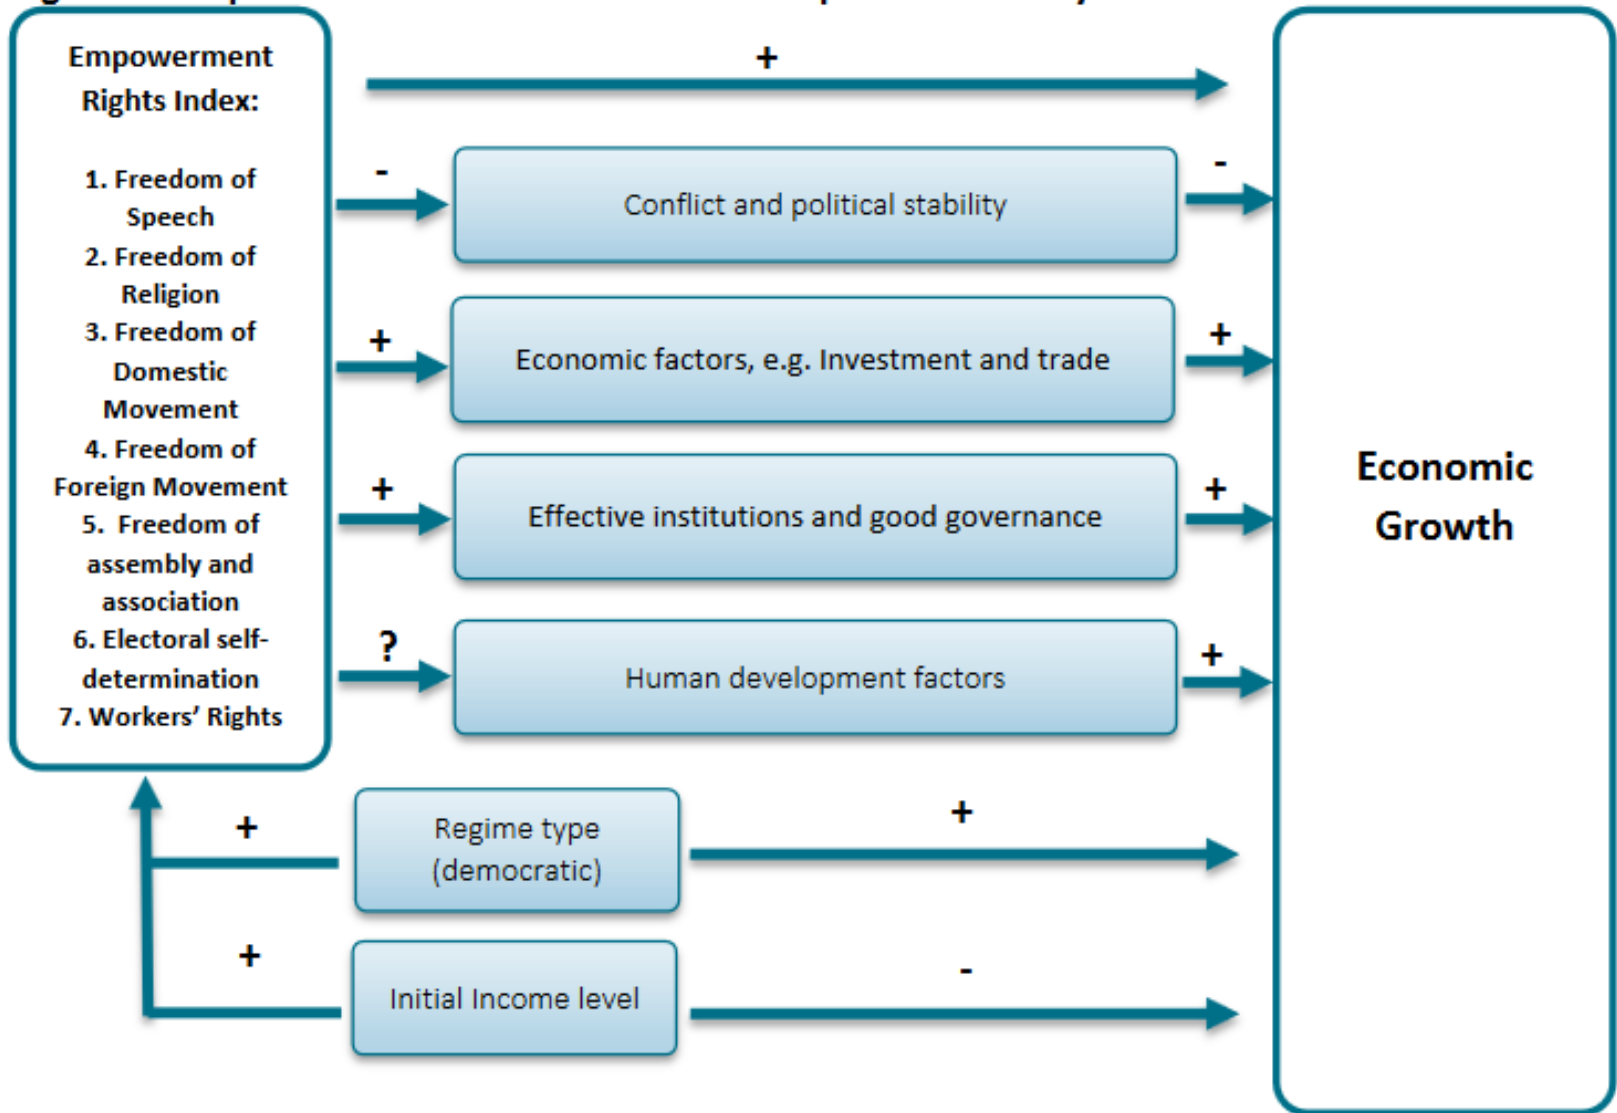 Empowerment
Rights Index:
1. Freedom of
Speech
2. Freedom of
Religion
3. Freedom of
Domestic
Movement
4. Freedom of
Foreign Movement
5. Freedom of
assembly and
association
6. Electoral self-
determination
7. Workers' Rights
+
-
Conflict and political stability
-
+
Economic factors, e.g. Investment and trade
+
+
Effective institutions and good governance
+
?
Human development factors
+
+
Regime type
(democratic)
+
+
Initial Income level
-
Economic
Growth